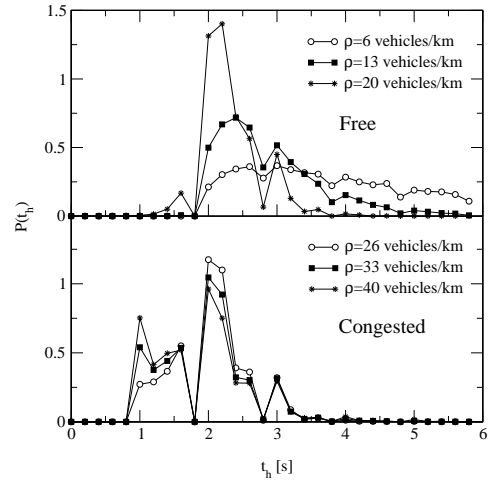 1.5
ρ=6 vehicles/km
ρ=13 vehicles/km
1
ρ=20 vehicles/km
Free
0.5
0
P(t_h)
ρ=26 vehicles/km
ρ=33 vehicles/km
1
ρ=40 vehicles/km
Congested
0.5
0
0 1 2 3 4 5 6
t_h [s]